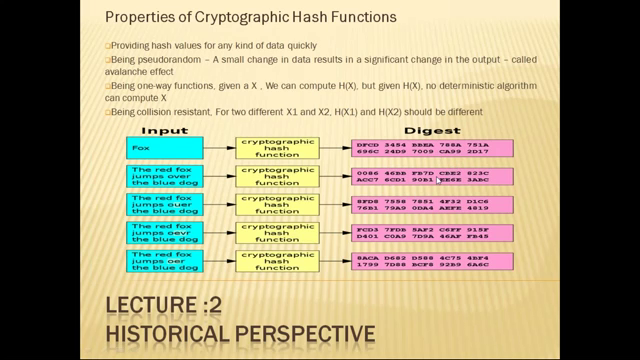 Properties of Cryptographic Hash Functions
Providing hash values for any kind of data quickly
Being pseudorandom – A small change in data results in a significant change in the output – called
avalanche effect
Being one-way functions, given a X , We can compute H(X), but given H(X), no deterministic algorithm
can compute X
Being collision resistant, For two different X1 and X2, H(X1) and H(X2) should be different
Input
Digest
Fox
cryptographic
hash
function
DFCD 3454 BBEA 788A 751A
696C 24D9 7009 CA99 2D17
The red fox
jumps over
the blue dog
cryptographic
hash
function
0086 46BB FB7D CBE2 823C
ACC7 6CD1 90B1 EE6E 3ABC
The red fox
jumps ouer
the blue dog
cryptographic
hash
function
8FD8 7558 7851 4F32 D1C6
76B1 79A9 0DA4 AEFE 4819
The red fox
jumps oevr
the blue dog
cryptographic
hash
function
FCD3 7FDB 5AF2 C6FF 915F
D401 C0A9 7D9A 46AF FB45
The red fox
jumps oer
the blue dog
cryptographic
hash
function
8ACA D682 D588 4C75 4BF4
1799 7D88 BCF8 92B9 6A6C
LECTURE :2
HISTORICAL PERSPECTIVE